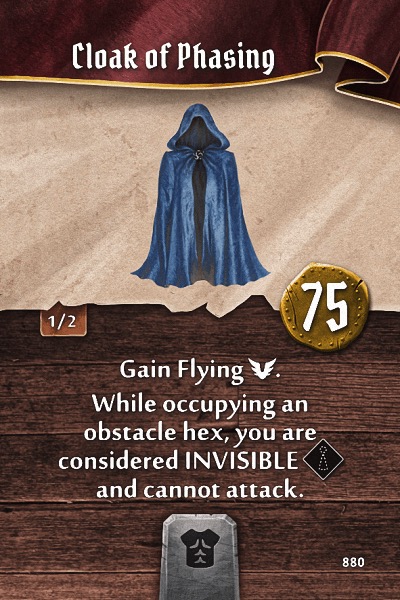 Cloak of Phasing
75
1/2
Gain Flying.
While occupying an
obstacle hex, you are
considered INVISIBLE
and cannot attack.
880